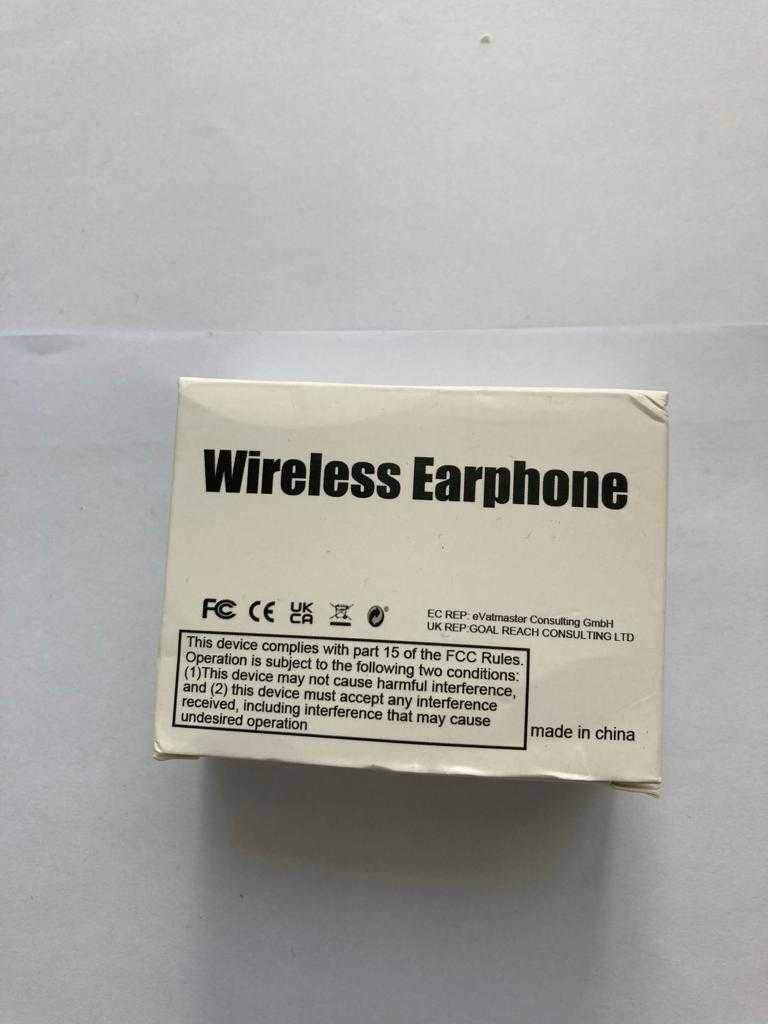 Wireless Earphone
FC CE UK CA
EC REP: eVatmaster Consulting GmbH
UK REP:GOAL REACH CONSULTING LTD
This device complies with part 15 of the FCC Rules.
Operation is subject to the following two conditions:
(1)This device may not cause harmful interference,
and (2) this device must accept any interference
received, including interference that may cause
undesired operation
made in china